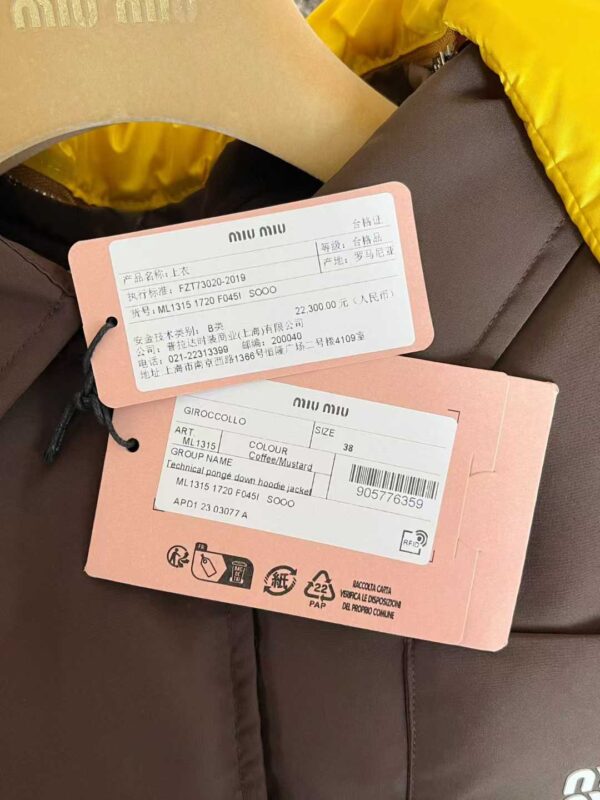 MIU MIU
MIU MIU
合格证
产品名称: 上衣
等级: 合格品
执行标准: FZT73020-2019
产地: 罗马尼亚
货号: ML1315 1720 F045I SOOO
22,300.00 元 (人民币)
安全技术类别: B类
公司: 普拉达时装商业(上海)有限公司
电话: 021-22313399 邮编: 200040
地址 上海市南京西路1366号恒隆广场二号楼4109室
MIU MIU
GIROCCOLLO
SIZE
38
ART
ML1315
COLOUR
Coffee/Mustard
GROUP NAME
Technical pongé down hoodie jacket
905776359
ML1315 1720 F045I SOOO
APD1 23 03077 A
RFID
FR
紙
22
PAP
RACCOLTA CARTA
VERIFICA LE DISPOSIZIONI
DEL PROPRIO COMUNE